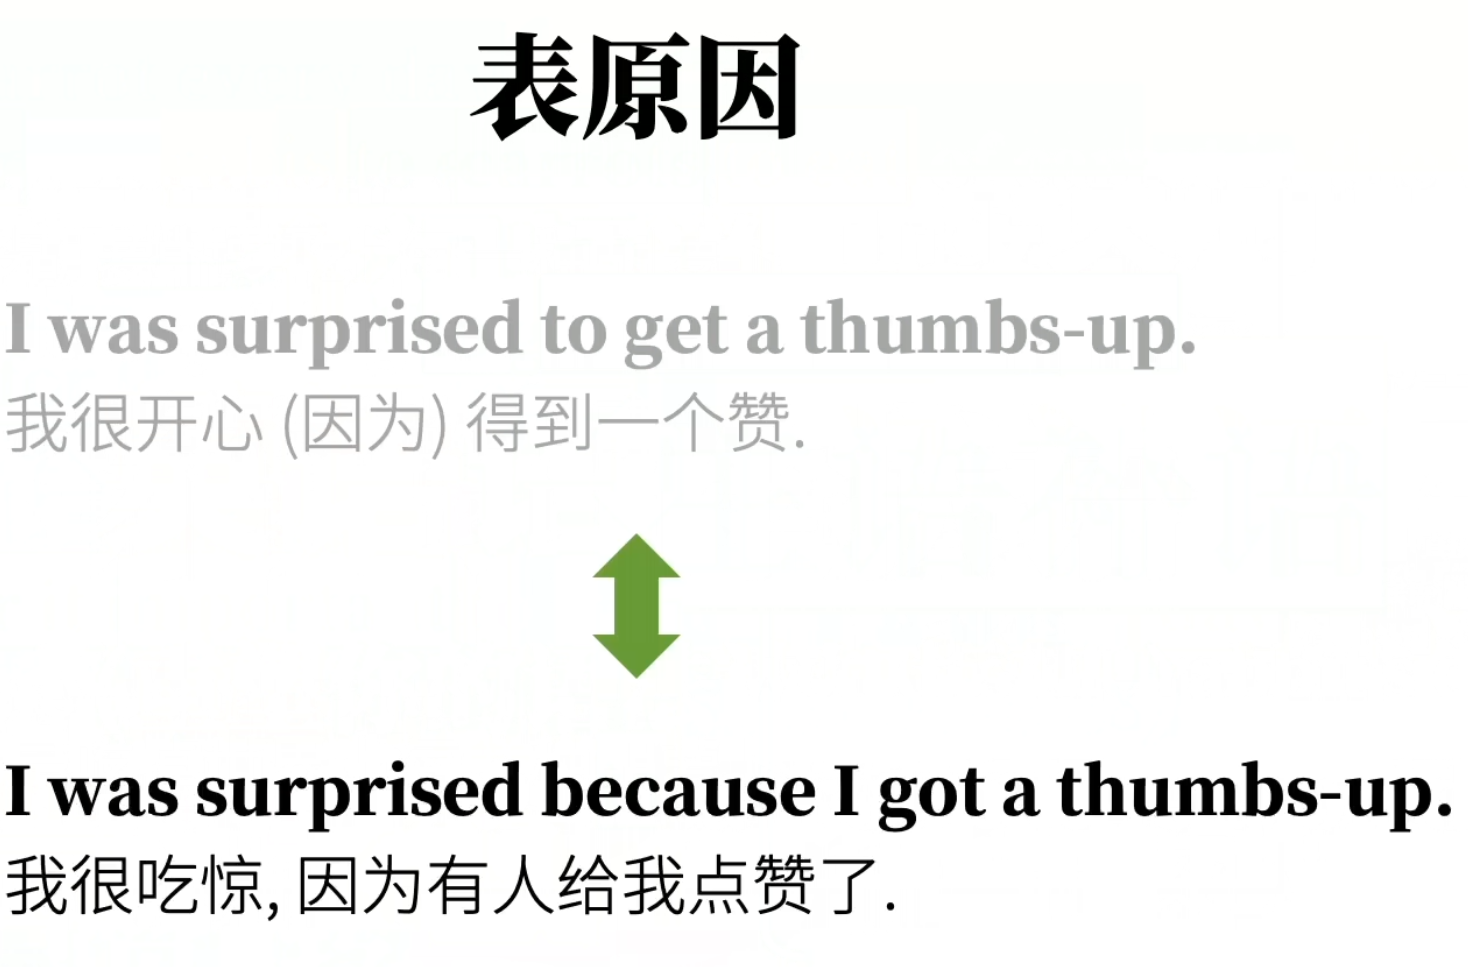 表原因
I was surprised to get a thumbs-up.
我很开心 (因为) 得到一个赞.
I was surprised because I got a thumbs-up.
我很吃惊, 因为有人给我点赞了.